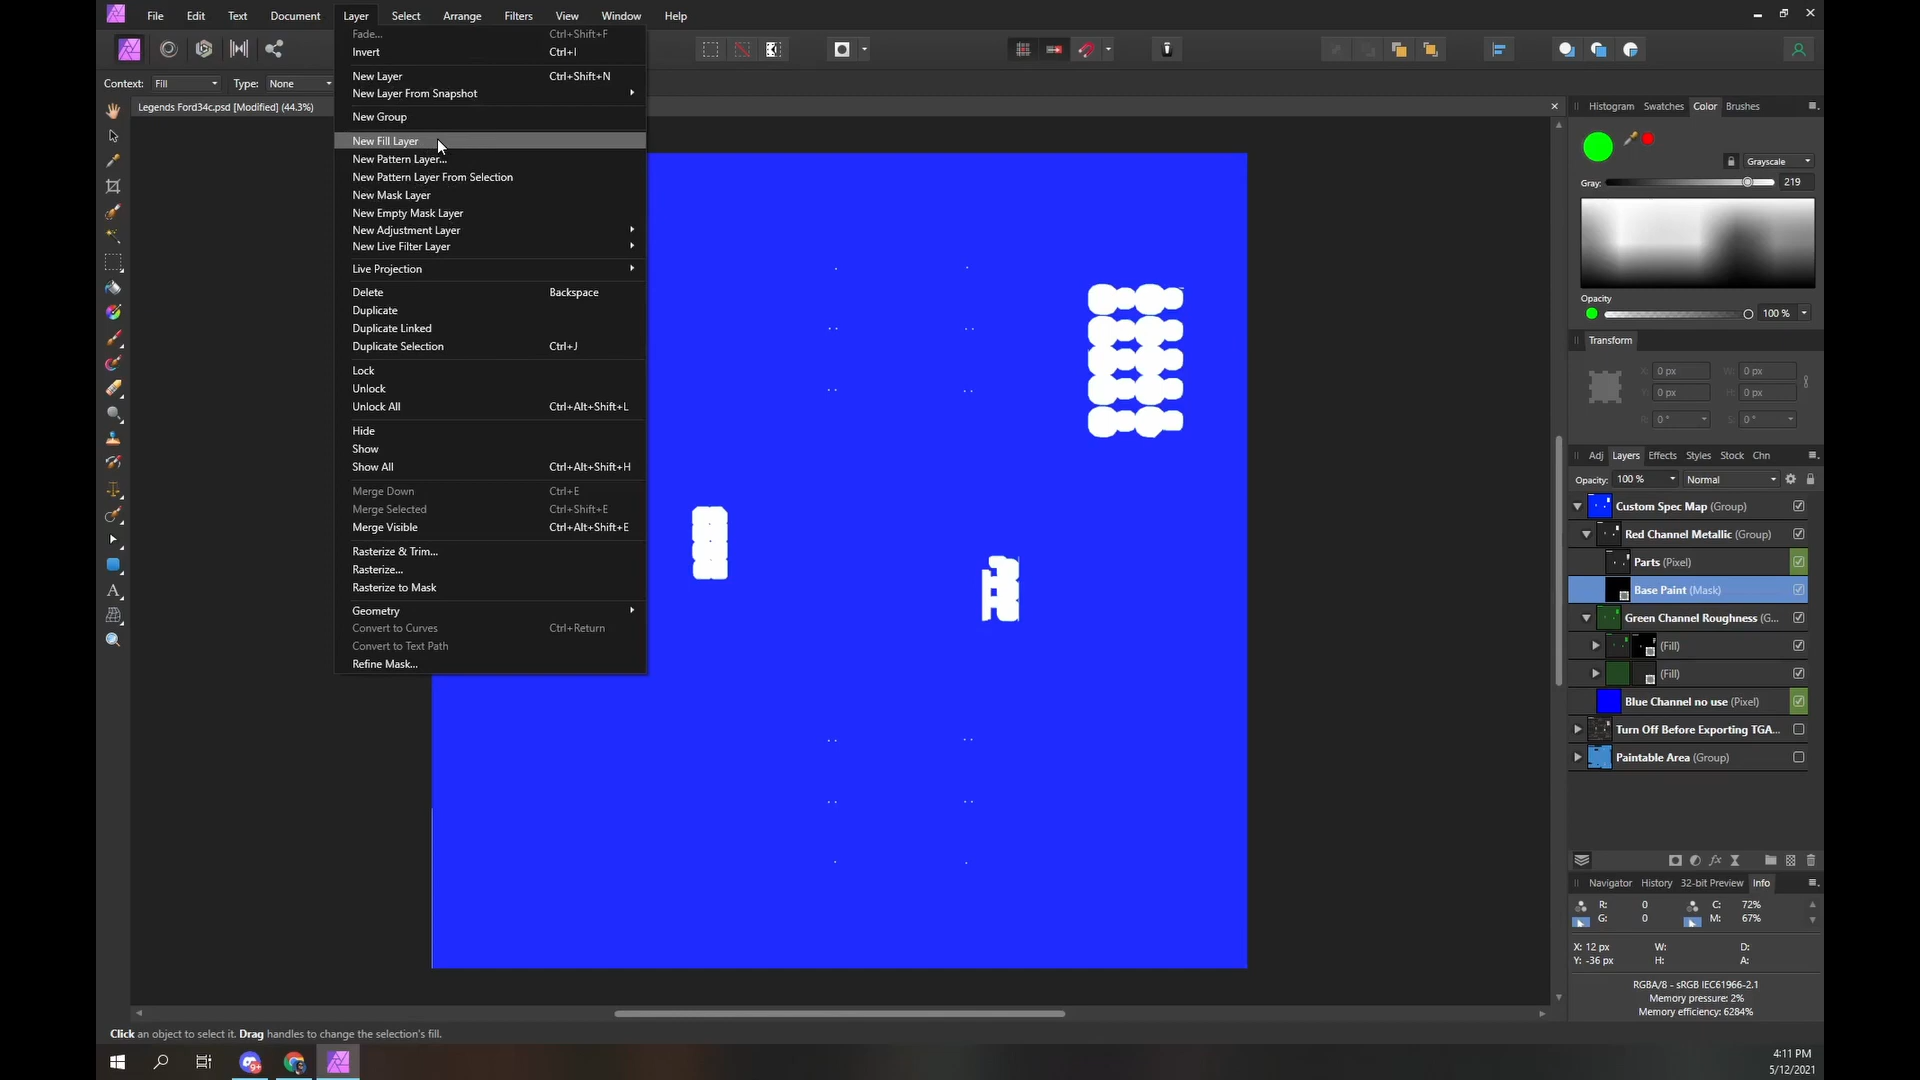 File Edit Text Document Layer Select Arrange Filters View Window Help
Context: Fill Type: None
Legends Ford34c.psd [Modified] (44.3%)
Fade... Ctrl+Shift+F
Invert Ctrl+I
New Layer Ctrl+Shift+N
New Layer From Snapshot
New Group
New Fill Layer
New Pattern Layer...
New Pattern Layer From Selection
New Mask Layer
New Empty Mask Layer
New Adjustment Layer
New Live Filter Layer
Live Projection
Delete Backspace
Duplicate
Duplicate Linked
Duplicate Selection Ctrl+J
Lock
Unlock
Unlock All Ctrl+Alt+Shift+L
Hide
Show
Show All Ctrl+Alt+Shift+H
Merge Down Ctrl+E
Merge Selected Ctrl+Shift+E
Merge Visible Ctrl+Alt+Shift+E
Rasterize & Trim...
Rasterize...
Rasterize to Mask
Geometry
Convert to Curves Ctrl+Return
Convert to Text Path
Refine Mask...
Histogram Swatches Color Brushes
Grayscale
Gray: 219
Opacity
100 %
Transform
X: 0 px W: 0 px
Y: 0 px H: 0 px
R: 0 ° S: 0 °
Adj Layers Effects Styles Stock Chn
Opacity: 100 % Normal
Custom Spec Map (Group)
Red Channel Metallic (Group)
Parts (Pixel)
Base Paint (Mask)
Green Channel Roughness (G...
(Fill)
(Fill)
Blue Channel no use (Pixel)
Turn Off Before Exporting TGA...
Paintable Area (Group)
Navigator History 32-bit Preview Info
R: 0 C: 72%
G: 0 M: 67%
X: 12 px W: D:
Y: -36 px H: A:
RGBA/8 - sRGB IEC61966-2.1
Memory pressure: 2%
Memory efficiency: 6284%
Click an object to select it. Drag handles to change the selection's fill.
4:11 PM
5/12/2021